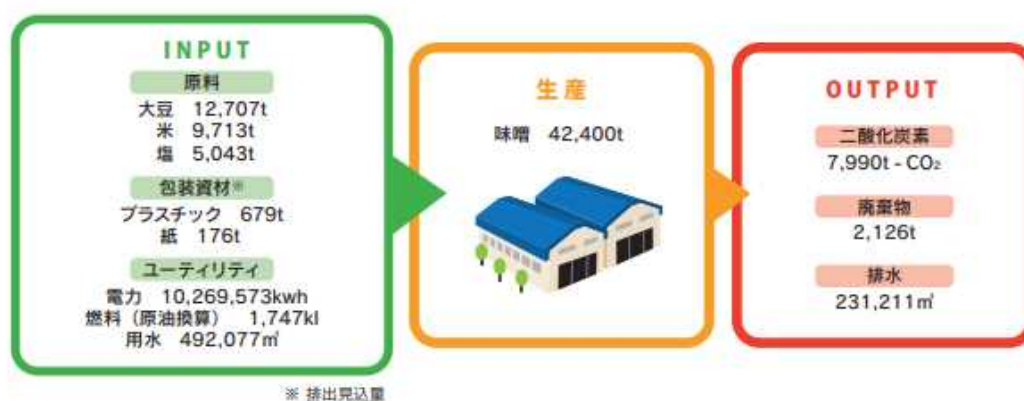 INPUT
原料
大豆 12,707t
米 9,713t
塩 5,043t
包装資材※
プラスチック 679t
紙 176t
ユーティリティ
電力 10,269,573kwh
燃料（原油換算） 1,747kl
用水 492,077㎥
※ 排出見込量
生産
味噌 42,400t
OUTPUT
二酸化炭素
7,990t - CO₂
廃棄物
2,126t
排水
231,211㎥